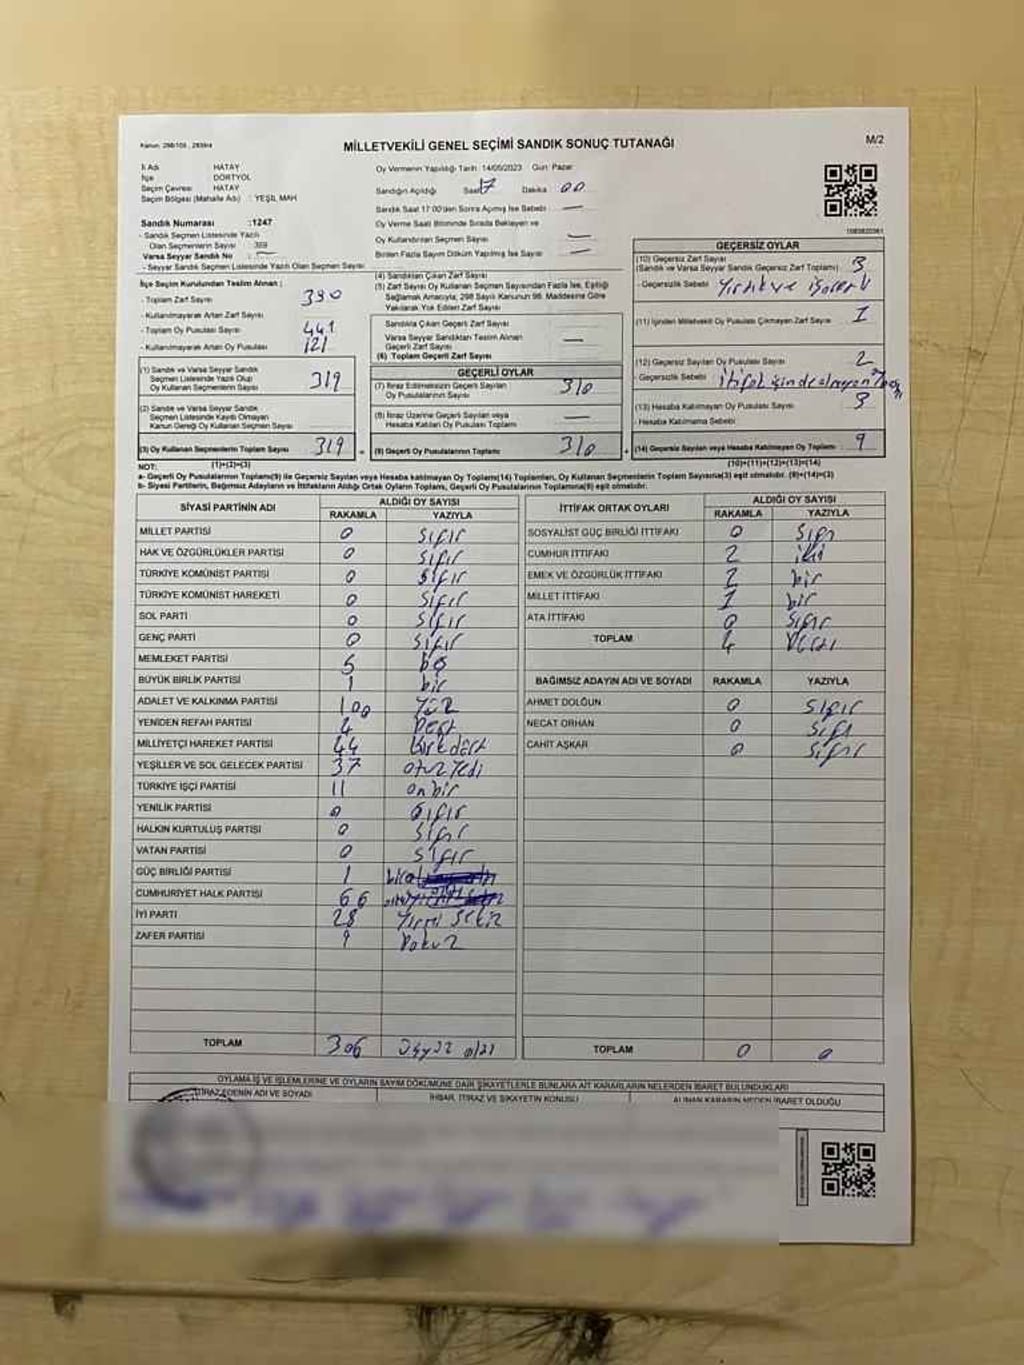 Kanun: 298/105 , 2839/4
MİLLETVEKİLİ GENEL SEÇİMİ SANDIK SONUÇ TUTANAĞI
M/2
İl Adı HATAY
İlçe DÖRTYOL
Seçim Çevresi HATAY
Seçim Bölgesi (Mahalle Adı) : YEŞİL MAH
Sandık Numarası :1247
- Sandık Seçmen Listesinde Yazılı
Olan Seçmenlerin Sayısı 369
Varsa Seyyar Sandık No : —
- Seyyar Sandık Seçmen Listesinde Yazılı Olan Seçmen Sayısı
Oy Vermenin Yapıldığı Tarih :14/05/2023 Gün: Pazar
Sandığın Açıldığı Saat 17 Dakika 00
Sandık Saat 17:00'den Sonra Açılmış İse Sebebi —
Oy Verme Saati Bitiminde Sırada Bekleyen ve
Oy Kullandırılan Seçmen Sayısı —
Birden Fazla Sayım Döküm Yapılmış İse Sayısı —
İlçe Seçim Kurulundan Teslim Alınan :
- Toplam Zarf Sayısı 390
- Kullanılmayarak Artan Zarf Sayısı
- Toplam Oy Pusulası Sayısı 441
- Kullanılmayarak Artan Oy Pusulası 121
(1) Sandık ve Varsa Seyyar Sandık
Seçmen Listesinde Yazılı Olup
Oy Kullanan Seçmenlerin Sayısı 319
(2) Sandık ve Varsa Seyyar Sandık
Seçmen Listesinde Kayıtlı Olmayan
Kanun Gereği Oy Kullanan Seçmen Sayısı
(3) Oy Kullanan Seçmenlerin Toplam Sayısı 319
(1)+(2)=(3)
(4) Sandıktan Çıkan Zarf Sayısı
(5) Zarf Sayısı Oy Kullanan Seçmen Sayısından Fazla İse, Eşitliği
Sağlamak Amacıyla; 298 Sayılı Kanunun 98. Maddesine Göre
Yakılarak Yok Edilen Zarf Sayısı
Sandıkta Çıkan Geçerli Zarf Sayısı
Varsa Seyyar Sandıktan Teslim Alınan
Geçerli Zarf Sayısı —
(6) Toplam Geçerli Zarf Sayısı
GEÇERLİ OYLAR
(7) İtiraz Edilmeksizin Geçerli Sayılan
Oy Pusulalarının Sayısı 310
(8) İtiraz Üzerine Geçerli Sayılan veya
Hesaba Katılan Oy Pusulası Toplamı —
(9) Geçerli Oy Pusulalarının Toplamı 310
GEÇERSİZ OYLAR
(10) Geçersiz Zarf Sayısı
(Sandık ve Varsa Seyyar Sandık Geçersiz Zarf Toplamı) 3
- Geçersizlik Sebebi Yırtık ve
(11) İçinden Milletvekili Oy Pusulası Çıkmayan Zarf Sayısı 1
(12) Geçersiz Sayılan Oy Pusulası Sayısı 2
- Geçersizlik Sebebi ittifak içinde olmayan
(13) Hesaba Katılmayan Oy Pusulası Sayısı 3
- Hesaba Katılmama Sebebi
(14) Geçersiz Sayılan veya Hesaba Katılmayan Oy Toplamı 9
(10)+(11)+(12)+(13)=(14)
NOT:
a- Geçerli Oy Pusulalarının Toplamı(9) ile Geçersiz Sayılan veya Hesaba katılmayan Oy Pusulalarının Toplamı(14) Toplamları, Oy Kullanan Seçmenlerin Toplam Sayısına(3) eşit olmalıdır. (9)+(14)=(3)
b- Siyasi Partilerin, Bağımsız Adayların ve İttifakların Aldığı Ortak Oyların Toplamı, Geçerli Oy Pusulalarının Toplamına(9) eşit olmalıdır.
SİYASİ PARTİNİN ADI ALDIĞI OY SAYISI
RAKAMLA YAZIYLA
MİLLET PARTİSİ 0 sıfır
HAK VE ÖZGÜRLÜKLER PARTİSİ 0 sıfır
TÜRKİYE KOMÜNİST PARTİSİ 0 sıfır
TÜRKİYE KOMÜNİST HAREKETİ 0 sıfır
SOL PARTİ 0 sıfır
GENÇ PARTİ 0 sıfır
MEMLEKET PARTİSİ 5 beş
BÜYÜK BİRLİK PARTİSİ 1 bir
ADALET VE KALKINMA PARTİSİ 100 Yüz
YENİDEN REFAH PARTİSİ 4 Dört
MİLLİYETÇİ HAREKET PARTİSİ 44 kırkdört
YEŞİLLER VE SOL GELECEK PARTİSİ 37 otuz Yedi
TÜRKİYE İŞÇİ PARTİSİ 11 onbir
YENİLİK PARTİSİ 0 sıfır
HALKIN KURTULUŞ PARTİSİ 0 sıfır
VATAN PARTİSİ 0 sıfır
GÜÇ BİRLİĞİ PARTİSİ 1
CUMHURİYET HALK PARTİSİ 66
İYİ PARTİ 28 Yirmi Sekiz
ZAFER PARTİSİ 9 Dokuz
TOPLAM 306
İTTİFAK ORTAK OYLARI ALDIĞI OY SAYISI
RAKAMLA YAZIYLA
SOSYALİST GÜÇ BİRLİĞİ İTTİFAKI 0 sıfır
CUMHUR İTTİFAKI 2 iki
EMEK VE ÖZGÜRLÜK İTTİFAKI bir
MİLLET İTTİFAKI 1 bir
ATA İTTİFAKI 0 sıfır
TOPLAM 4 Dört
BAĞIMSIZ ADAYIN ADI VE SOYADI RAKAMLA YAZIYLA
AHMET DOLĞUN 0 sıfır
NECAT ORHAN 0 sıfır
CAHİT AŞKAR 0 sıfır
TOPLAM 0 0
OYLAMA İŞ VE İŞLEMLERİNE VE OYLARIN SAYIM DÖKÜMÜNE DAİR ŞİKAYETLERLE BUNLARA AİT KARARLARIN NELERDEN İBARET BULUNDUKLARI
İTİRAZ EDENİN ADI VE SOYADI İHBAR, İTİRAZ VE ŞİKAYETİN KONUSU ALINAN KARARIN NEDEN İBARET OLDUĞU